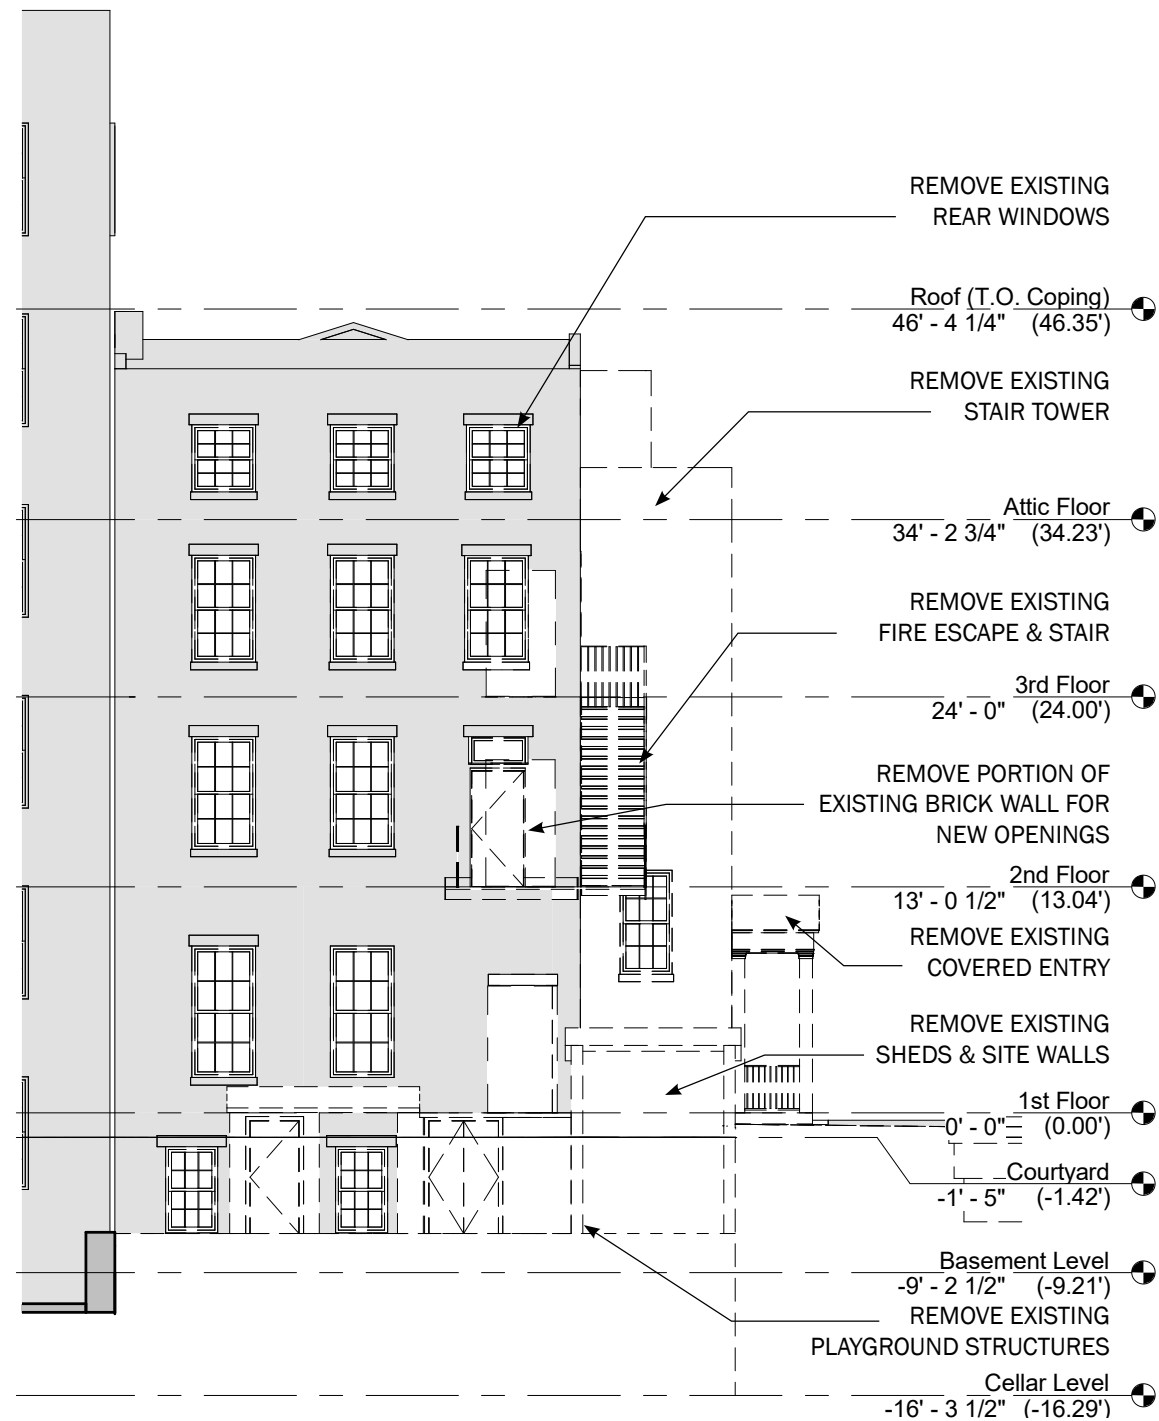 REMOVE EXISTING
REAR WINDOWS
Roof (T.O. Coping)
46' - 4 1/4" (46.35')
REMOVE EXISTING
STAIR TOWER
Attic Floor
34' - 2 3/4" (34.23')
REMOVE EXISTING
FIRE ESCAPE & STAIR
3rd Floor
24' - 0" (24.00')
REMOVE PORTION OF
EXISTING BRICK WALL FOR
NEW OPENINGS
2nd Floor
13' - 0 1/2" (13.04')
REMOVE EXISTING
COVERED ENTRY
REMOVE EXISTING
SHEDS & SITE WALLS
1st Floor
0' - 0" (0.00')
Courtyard
-1' - 5" (-1.42')
Basement Level
-9' - 2 1/2" (-9.21')
REMOVE EXISTING
PLAYGROUND STRUCTURES
Cellar Level
-16' - 3 1/2" (-16.29')